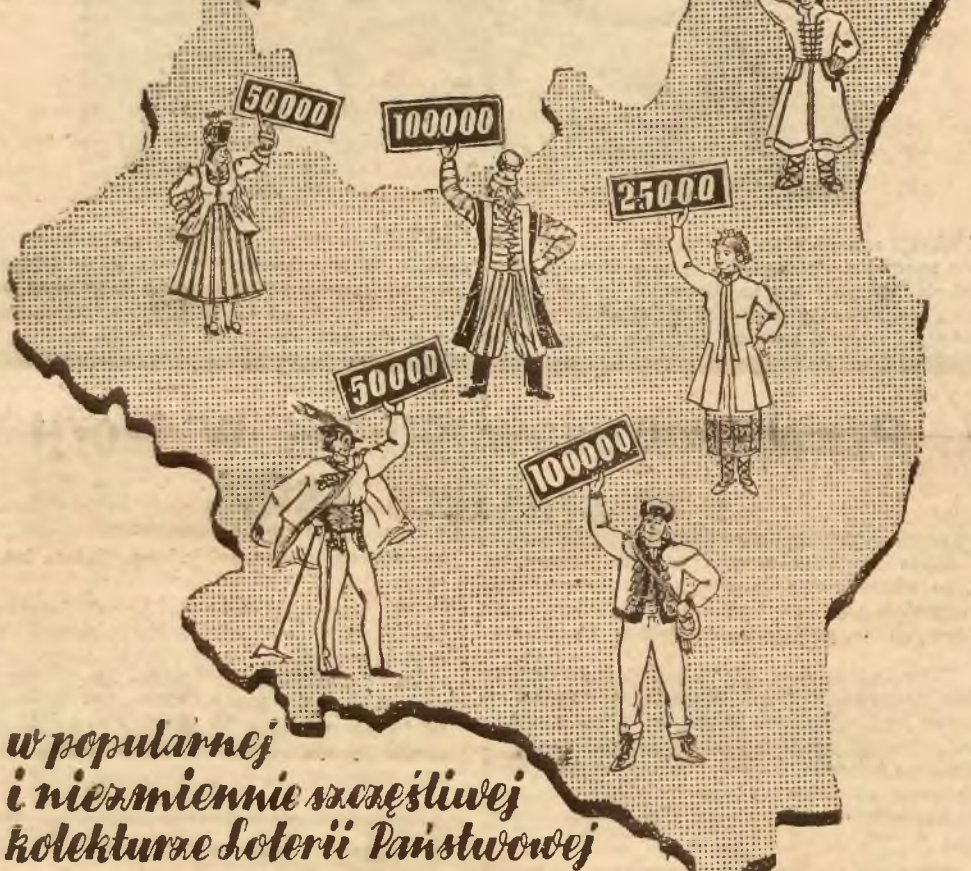 50000
100000
25000
50000
100000
w popularnej
i niezmiennie szczęśliwej
kolekturze Loterii Państwowej